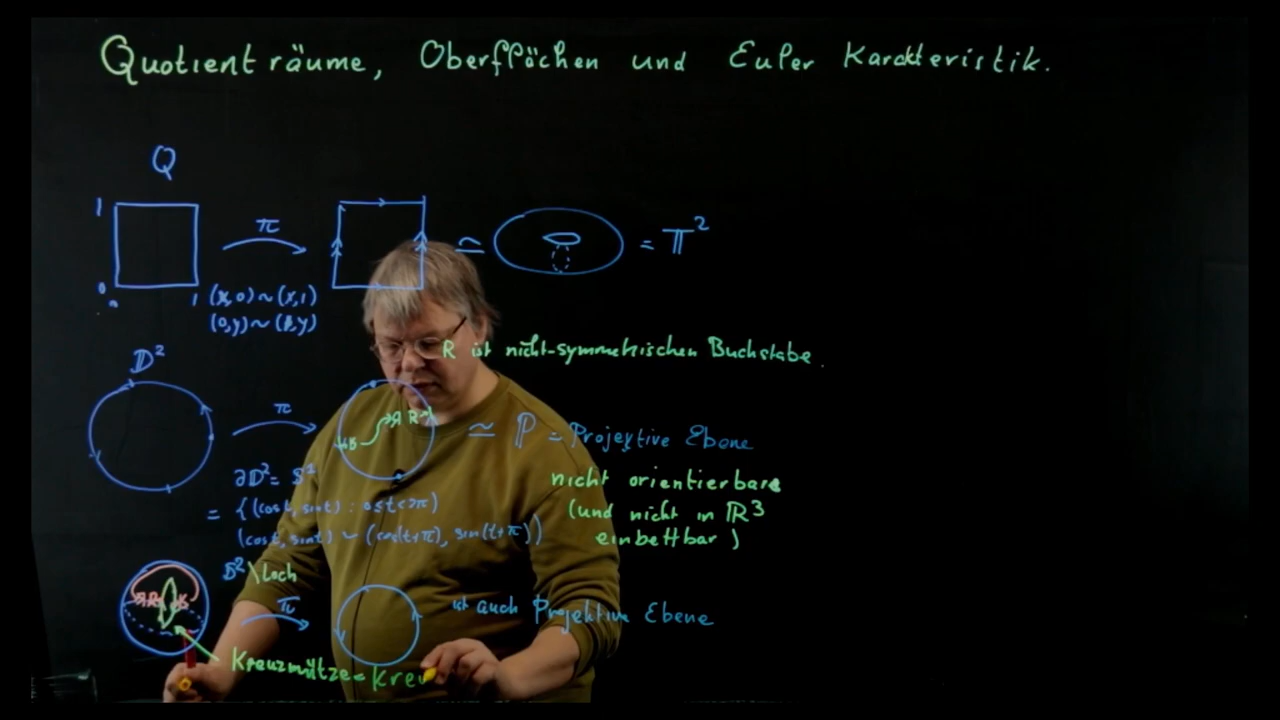 Quotienträume, Oberflächen und Euler Karakteristik.
Q
1
π
≃
= 𝕋²
0
0
1
(x,0) ~ (x,1)
(0,y) ~ (1,y)
R ist nicht-symmetrischen Buchstabe.
𝔻²
π
R R
≃ ℙ = Projektive Ebene
∂𝔻² = 𝕊¹
nicht orientierbare
= {(cos t, sin t) : 0≤t<2π}
(und nicht in ℝ³
(cos t, sin t) ~ (cos(t+π), sin(t+π))
einbettbar)
\Loch
R R
π
ist auch Projektive Ebene
Kreuzmütze = Kreu